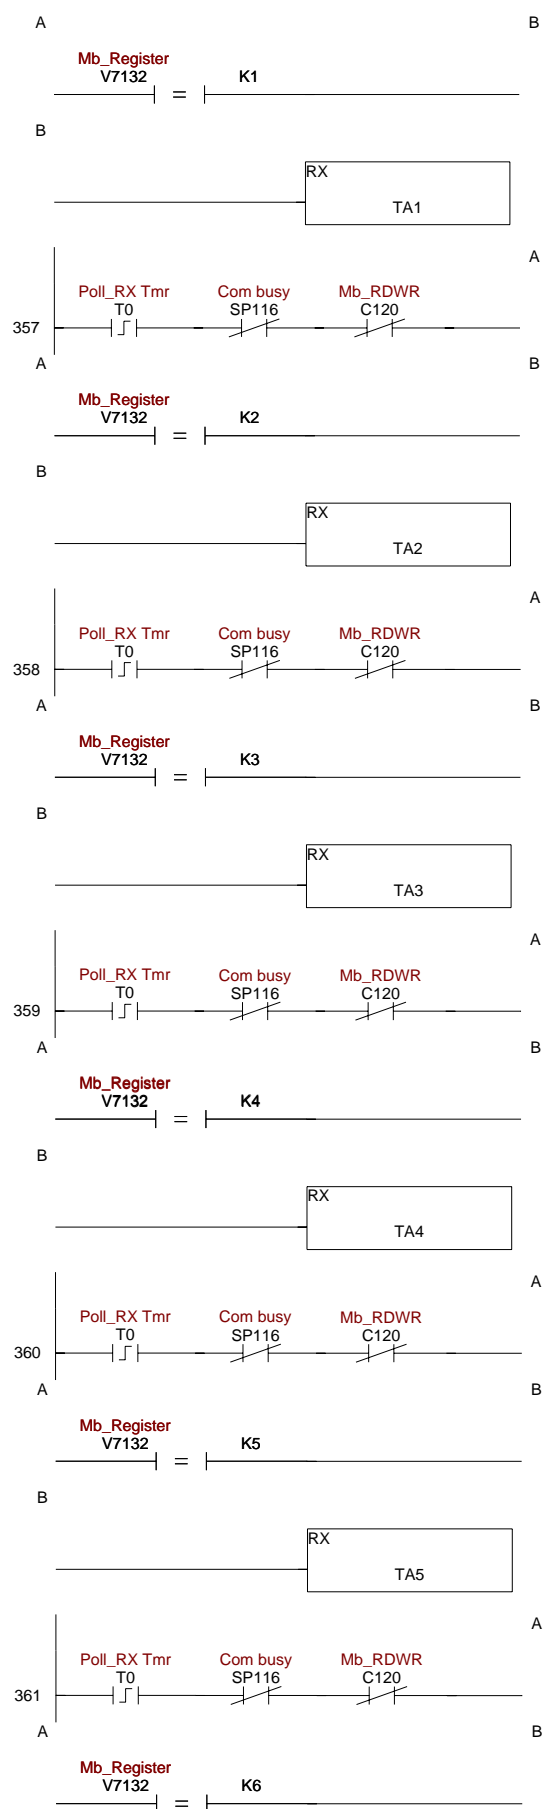 A B
Mb_Register
V7132 K1
=
B
RX
TA1
A
Poll_RX Tmr Com busy Mb_RDWR
T0 SP116 C120
357
A B
Mb_Register
V7132 K2
=
B
RX
TA2
A
Poll_RX Tmr Com busy Mb_RDWR
T0 SP116 C120
358
A B
Mb_Register
V7132 K3
=
B
RX
TA3
A
Poll_RX Tmr Com busy Mb_RDWR
T0 SP116 C120
359
A B
Mb_Register
V7132 K4
=
B
RX
TA4
A
Poll_RX Tmr Com busy Mb_RDWR
T0 SP116 C120
360
A B
Mb_Register
V7132 K5
=
B
RX
TA5
A
Poll_RX Tmr Com busy Mb_RDWR
T0 SP116 C120
361
A B
Mb_Register
V7132 K6
=